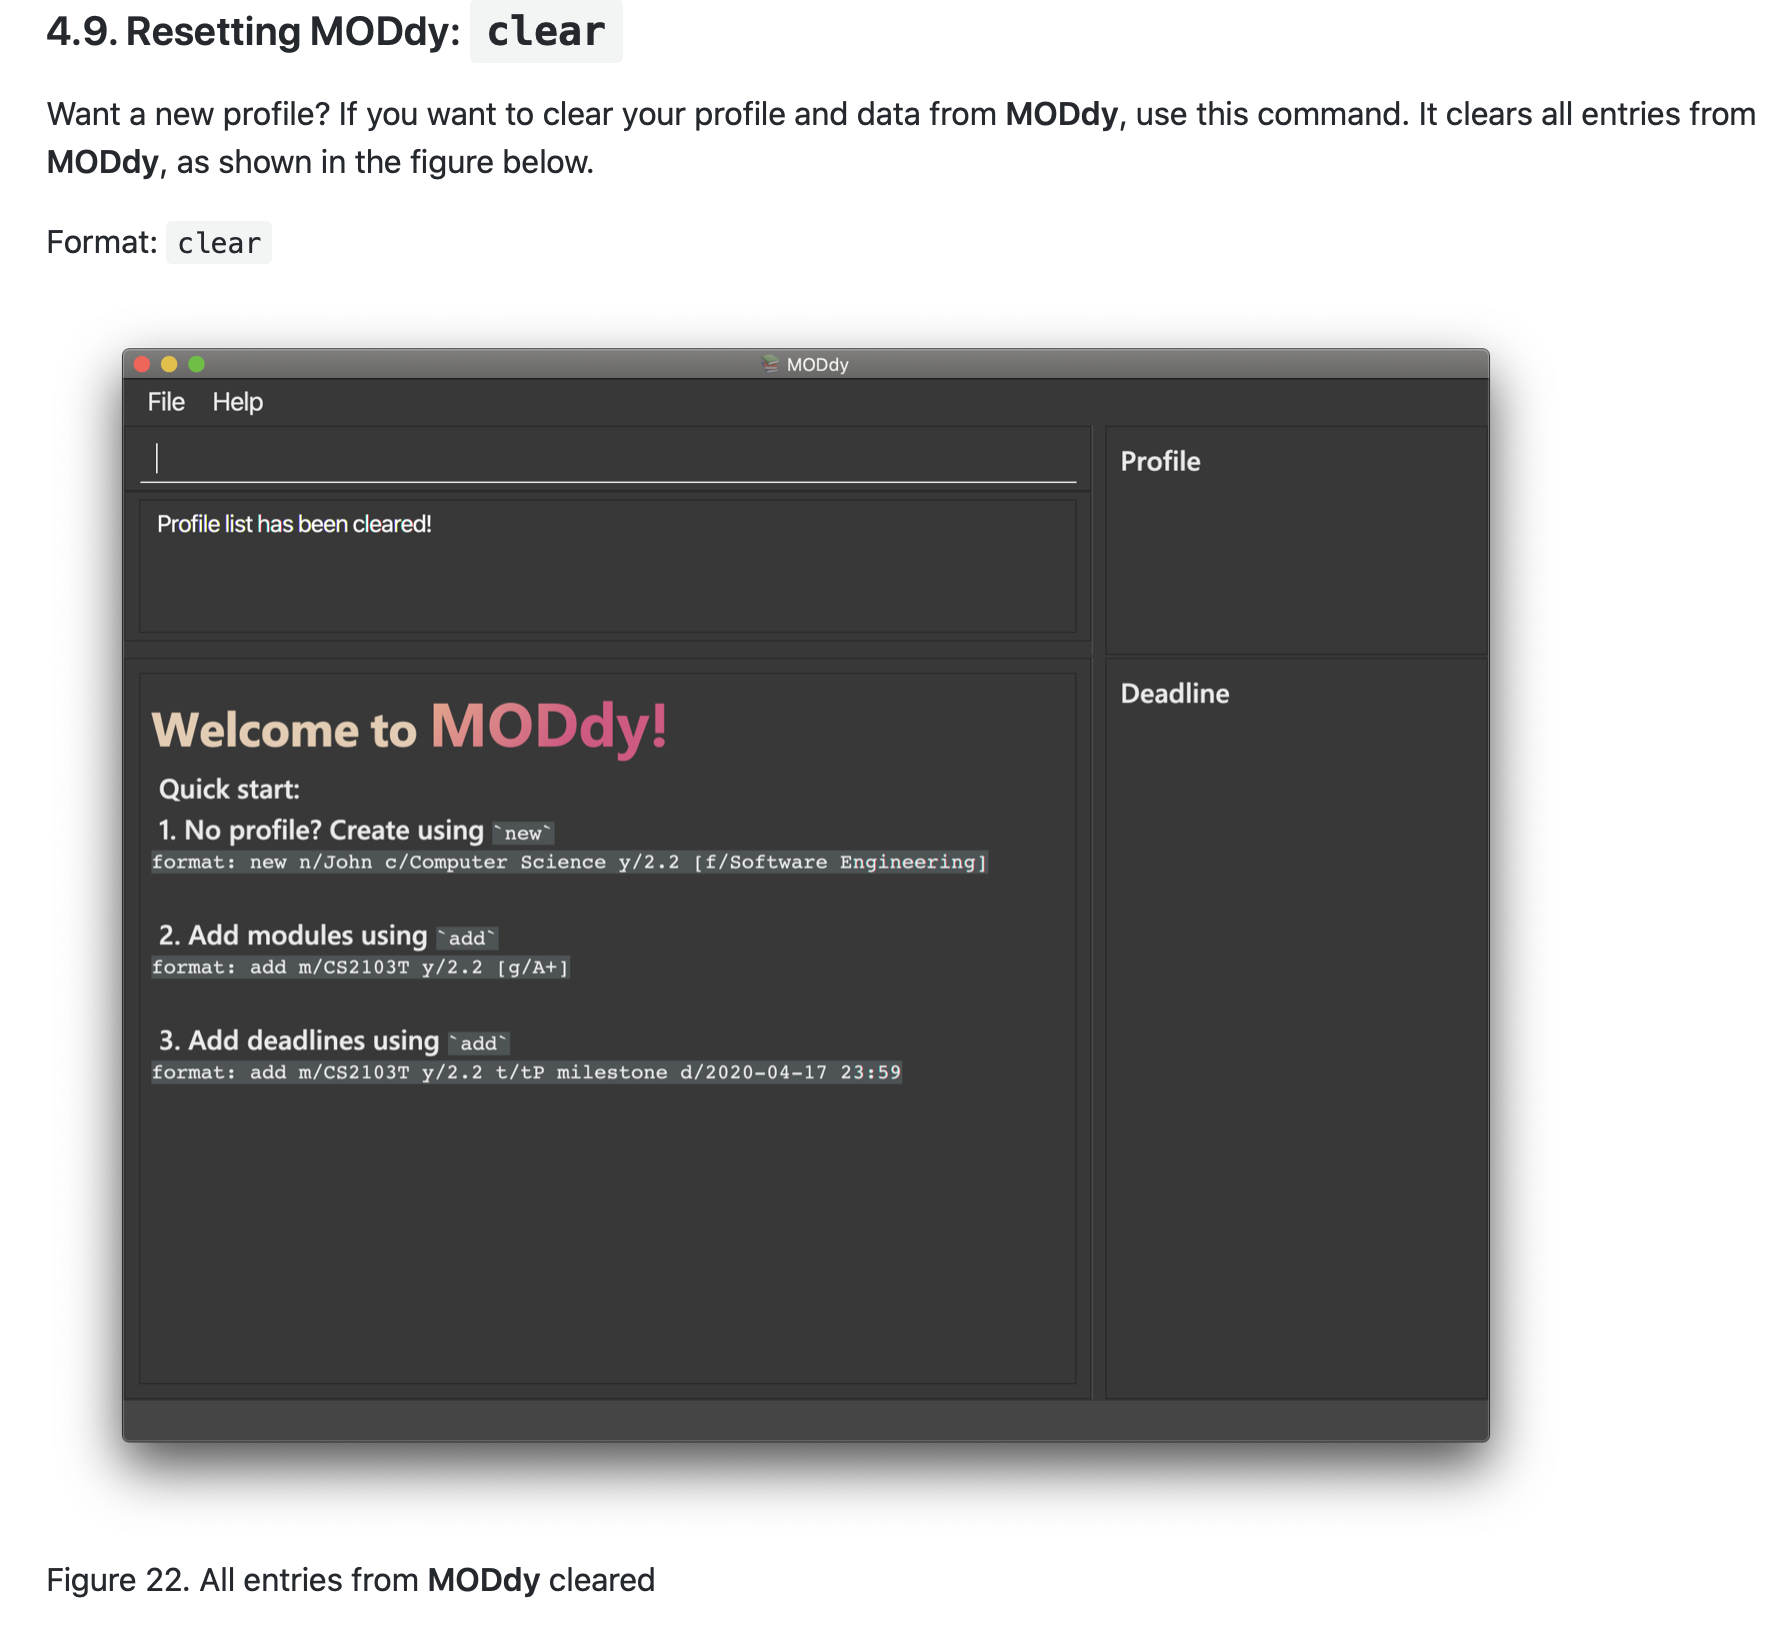 4.9. Resetting MODdy: clear
Want a new profile? If you want to clear your profile and data from MODdy, use this command. It clears all entries from
MODdy, as shown in the figure below.
Format: clear
MODdy
File Help
Profile list has been cleared!
Profile
Deadline
Welcome to MODdy!
Quick start:
1. No profile? Create using `new`
format: new n/John c/Computer Science y/2.2 [f/Software Engineering]
2. Add modules using `add`
format: add m/CS2103T y/2.2 [g/A+]
3. Add deadlines using `add`
format: add m/CS2103T y/2.2 t/tP milestone d/2020-04-17 23:59
Figure 22. All entries from MODdy cleared